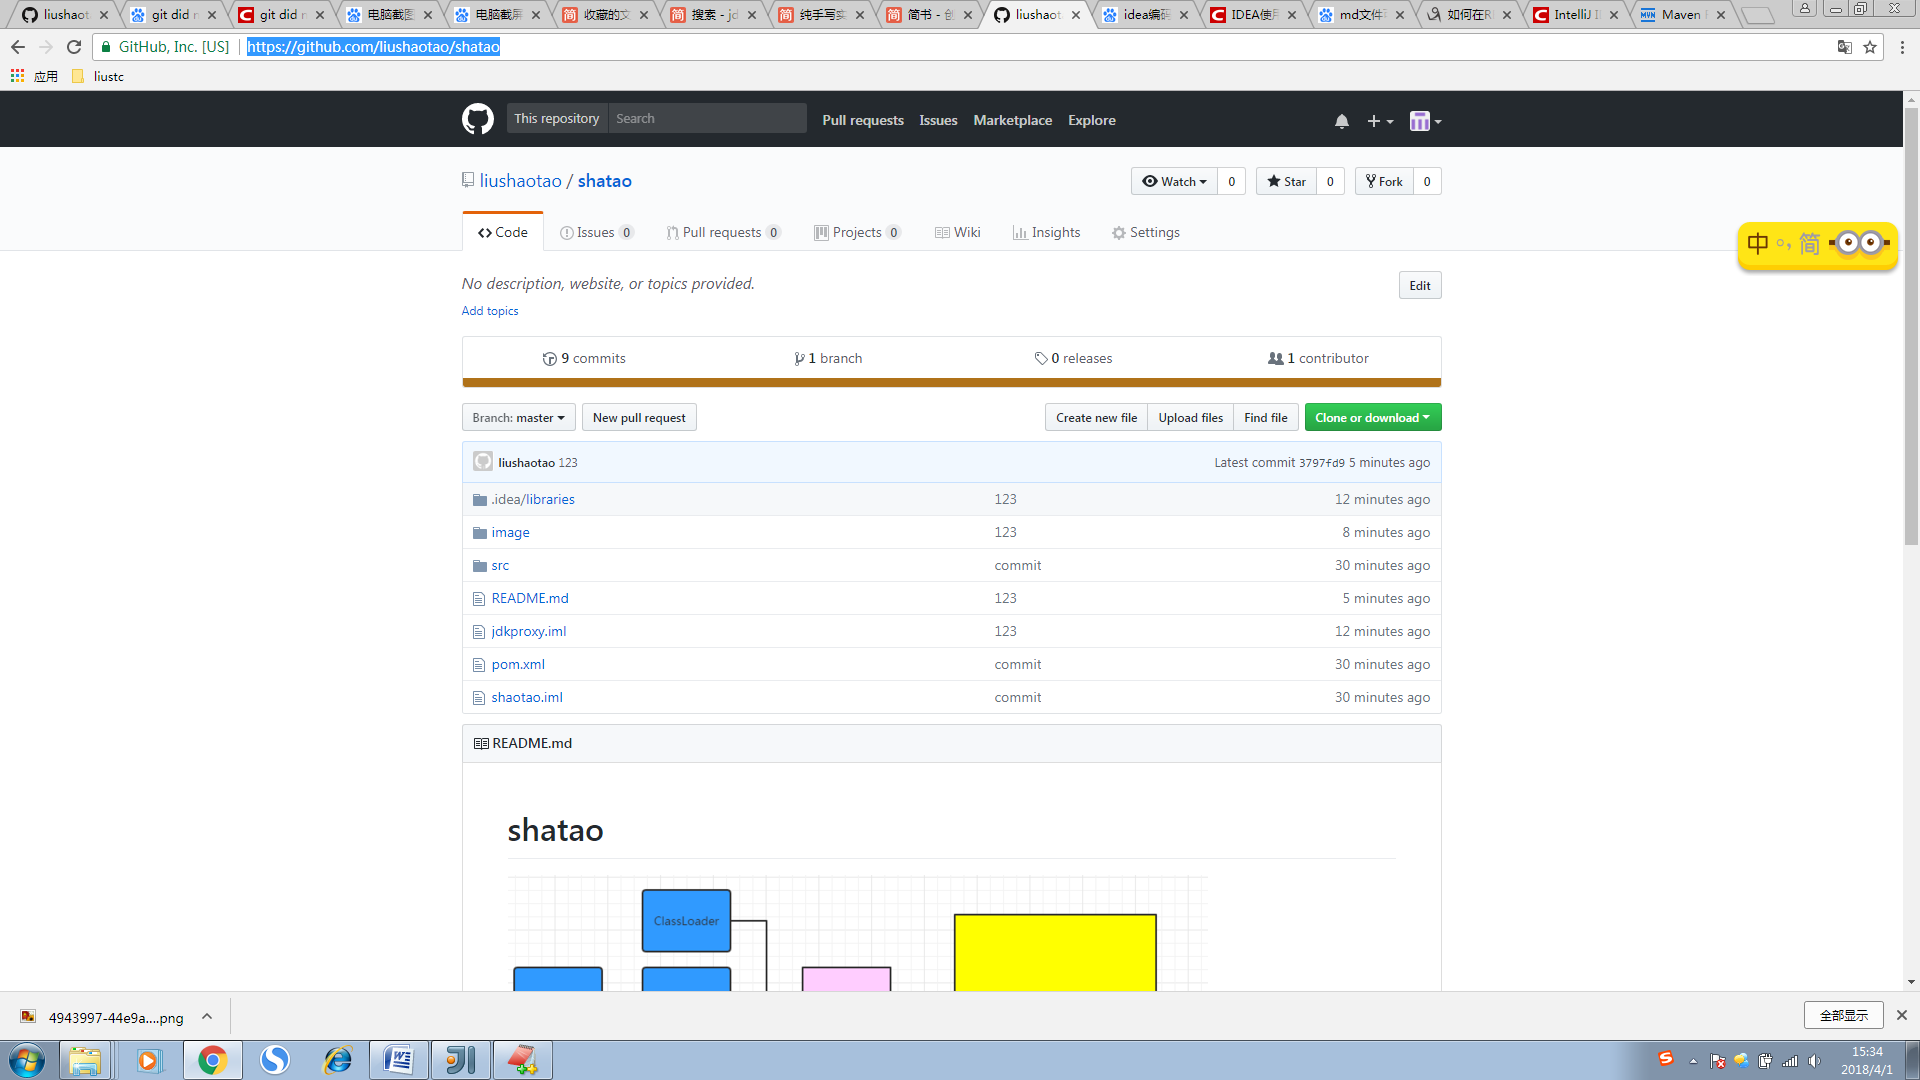 liushaot
git did n
git did n
电脑截图
电脑截屏
收藏的文
搜索 - jd
纯手写实
简书 - 创
liushaot
idea编码
IDEA使用
md文件
如何在R
IntelliJ I
Maven
GitHub, Inc. [US] https://github.com/liushaotao/shatao
应用 liustc
This repository Search Pull requests Issues Marketplace Explore
liushaotao / shatao Watch 0 Star 0 Fork 0
Code Issues 0 Pull requests 0 Projects 0 Wiki Insights Settings
中 °, 简
No description, website, or topics provided. Edit
Add topics
9 commits 1 branch 0 releases 1 contributor
Branch: master New pull request Create new file Upload files Find file Clone or download
liushaotao 123 Latest commit 3797fd9 5 minutes ago
.idea/libraries 123 12 minutes ago
image 123 8 minutes ago
src commit 30 minutes ago
README.md 123 5 minutes ago
jdkproxy.iml 123 12 minutes ago
pom.xml commit 30 minutes ago
shaotao.iml commit 30 minutes ago
README.md
shatao
ClassLoader
4943997-44e9a....png 全部显示
15:34
2018/4/1